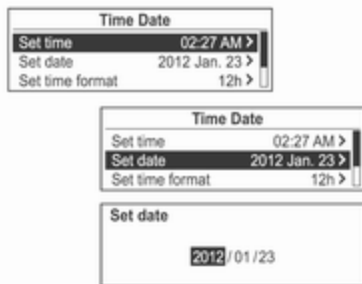 Time Date
Set time 02:27 AM >
Set date 2012 Jan. 23 >
Set time format 12h >
Time Date
Set time 02:27 AM >
Set date 2012 Jan. 23 >
Set time format 12h >
Set date
2012 / 01 / 23